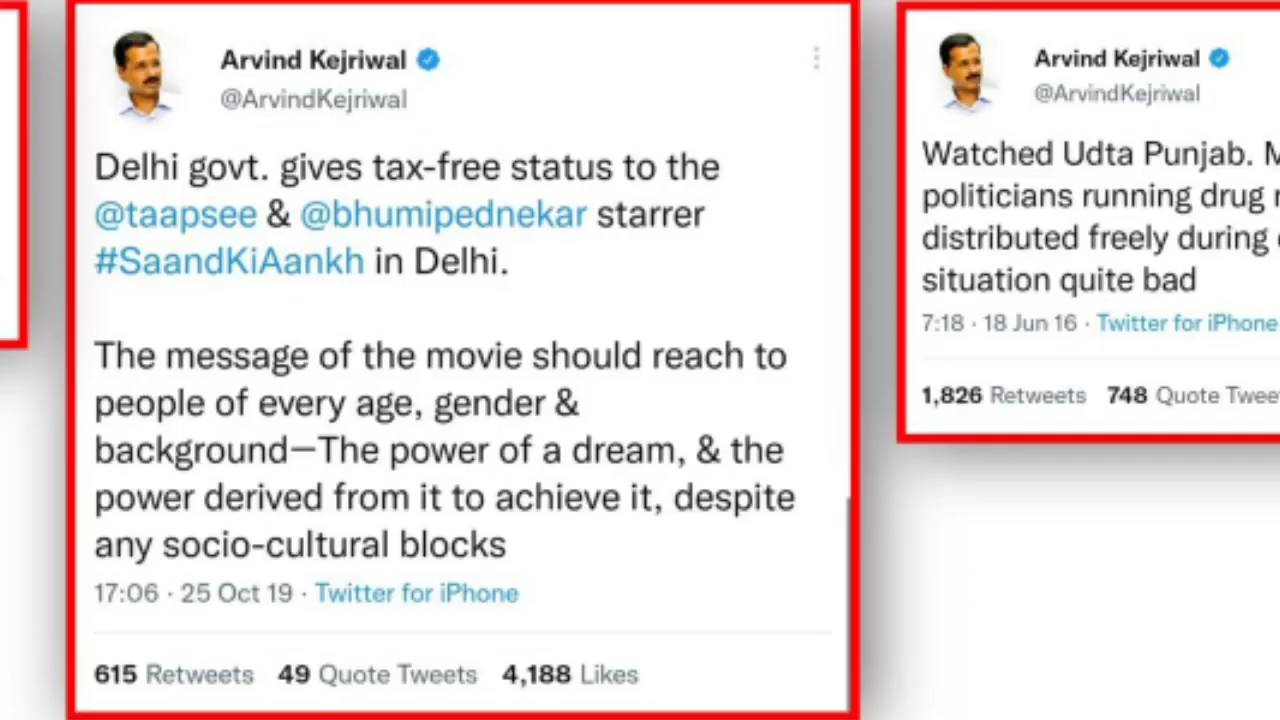 Arvind Kejriwal
@ArvindKejriwal
Delhi govt. gives tax-free status to the
@taapsee & @bhumipednekar starrer
#SaandKiAankh in Delhi.
The message of the movie should reach to
people of every age, gender &
background—The power of a dream, & the
power derived from it to achieve it, despite
any socio-cultural blocks
17:06 · 25 Oct 19 · Twitter for iPhone
615 Retweets 49 Quote Tweets 4,188 Likes
Arvind Kejriwal
@ArvindKejriwal
Watched Udta Punjab.
politicians running drug
distributed freely during
situation quite bad
7:18 · 18 Jun 16 · Twitter for iPhone
1,826 Retweets 748 Quote